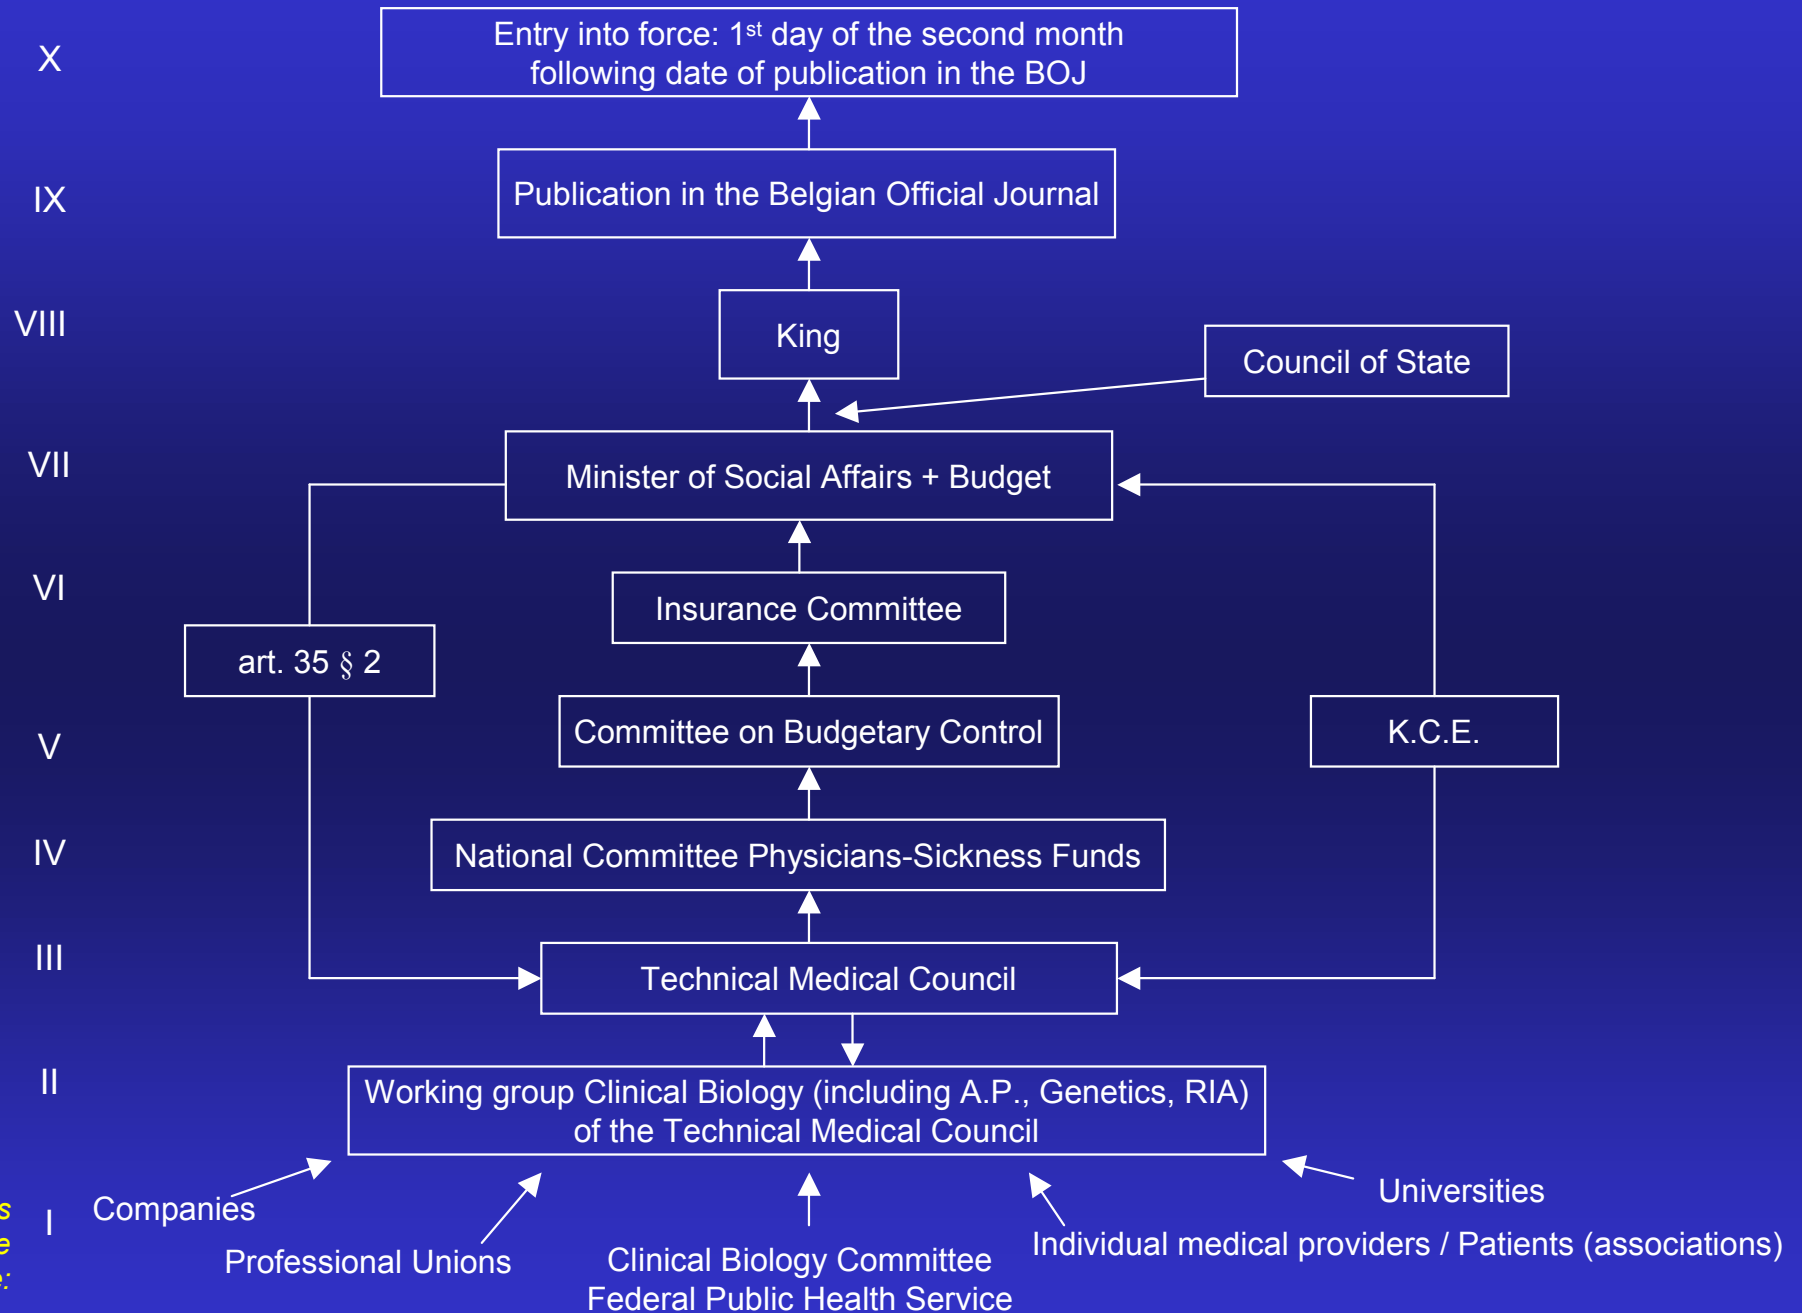 X
Entry into force: 1st day of the second month
following date of publication in the BOJ
IX
Publication in the Belgian Official Journal
VIII
King
Council of State
VII
Minister of Social Affairs + Budget
VI
Insurance Committee
art. 35 § 2
V
Committee on Budgetary Control
K.C.E.
IV
National Committee Physicians-Sickness Funds
III
Technical Medical Council
II
Working group Clinical Biology (including A.P., Genetics, RIA)
of the Technical Medical Council
I
Companies
Professional Unions
Clinical Biology Committee
Federal Public Health Service
Individual medical providers / Patients (associations)
Universities